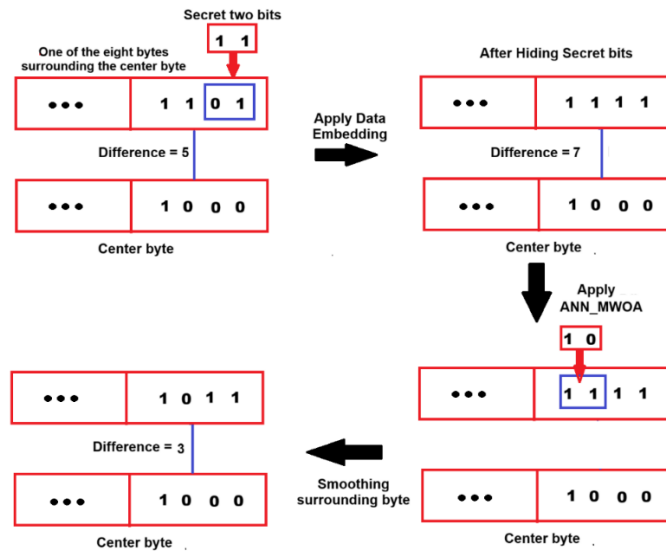 Secret two bits
1 1
One of the eight bytes
surrounding the center byte
••• 1 1 0 1
Difference = 5
••• 1 0 0 0
Center byte
Apply Data
Embedding
After Hiding Secret bits
••• 1 1 1 1
Difference = 7
••• 1 0 0 0
Center byte
Apply
ANN_MWOA
1 0
••• 1 1 1 1
••• 1 0 0 0
Center byte
Smoothing
surrounding byte
••• 1 0 1 1
Difference = 3
••• 1 0 0 0
Center byte